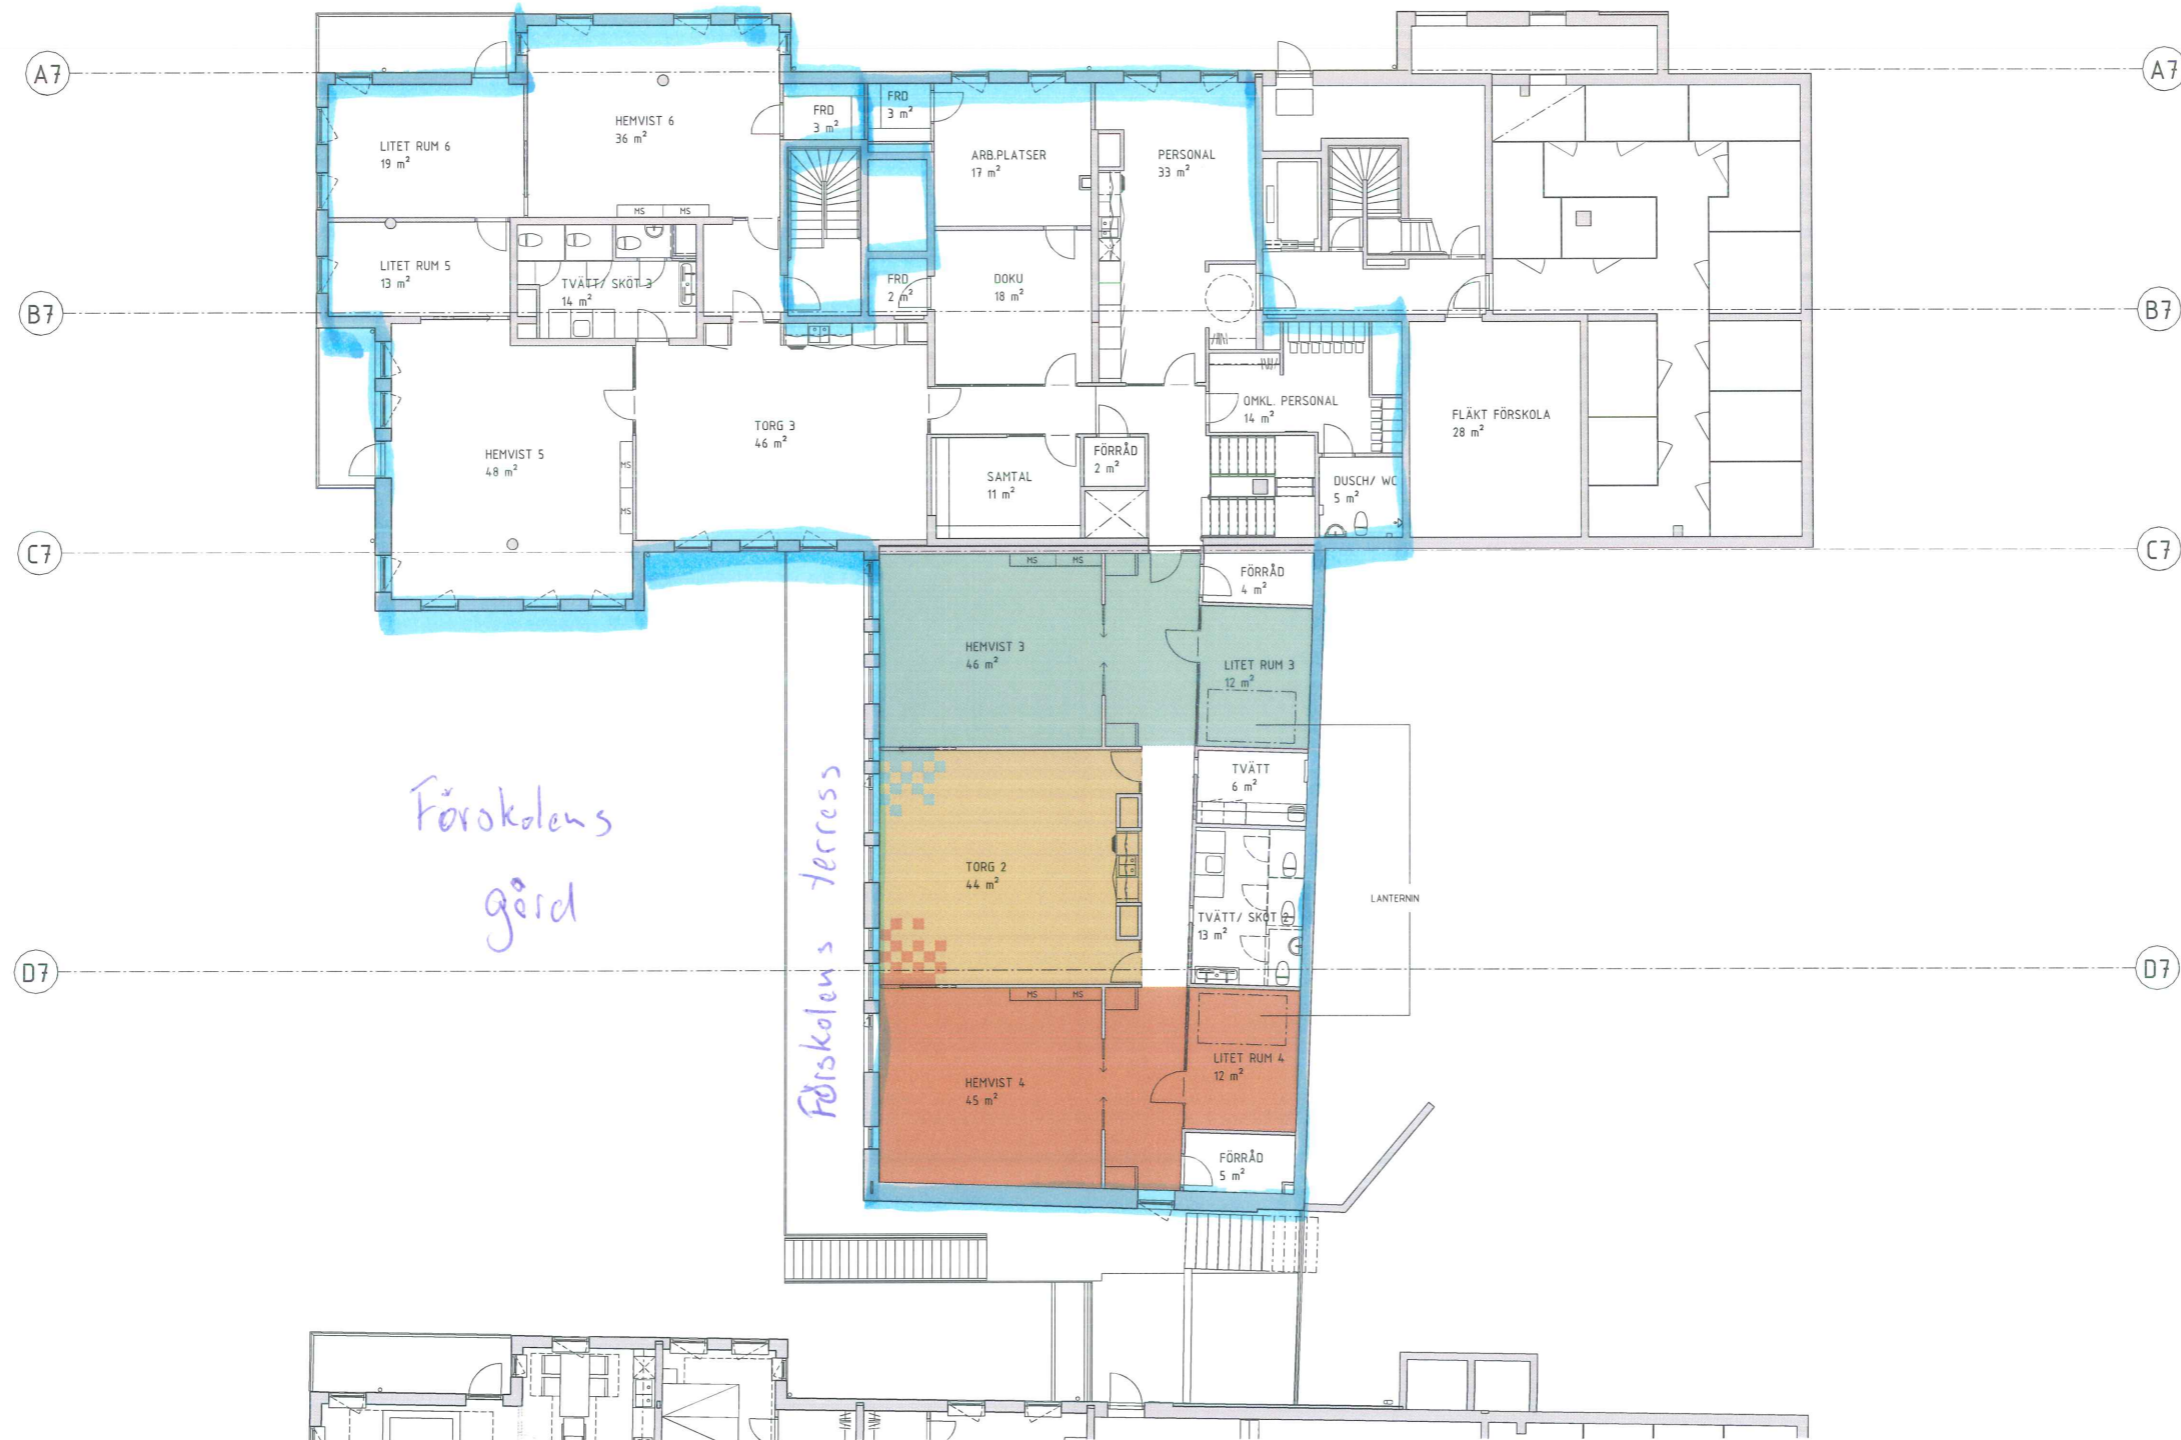 A7
A7
FRD
3 m²
FRD
3 m²
HEMVIST 6
36 m²
LITET RUM 6
19 m²
ARB.PLATSER
17 m²
PERSONAL
33 m²
MS MS
LITET RUM 5
13 m²
TVÄTT/ SKÖT 3
14 m²
FRD
2 m²
DOKU
18 m²
B7
B7
OMKL. PERSONAL
14 m²
FLÄKT FÖRSKOLA
28 m²
TORG 3
46 m²
HEMVIST 5
48 m²
MS
MS
SAMTAL
11 m²
FÖRRÅD
2 m²
DUSCH/ WC
5 m²
C7
C7
MS MS
FÖRRÅD
4 m²
HEMVIST 3
46 m²
LITET RUM 3
12 m²
TVÄTT
6 m²
Förskolens
gård
Förskolens terress
TORG 2
44 m²
LANTERNIN
TVÄTT/ SKÖT 2
13 m²
D7
D7
MS MS
LITET RUM 4
12 m²
HEMVIST 4
45 m²
FÖRRÅD
5 m²